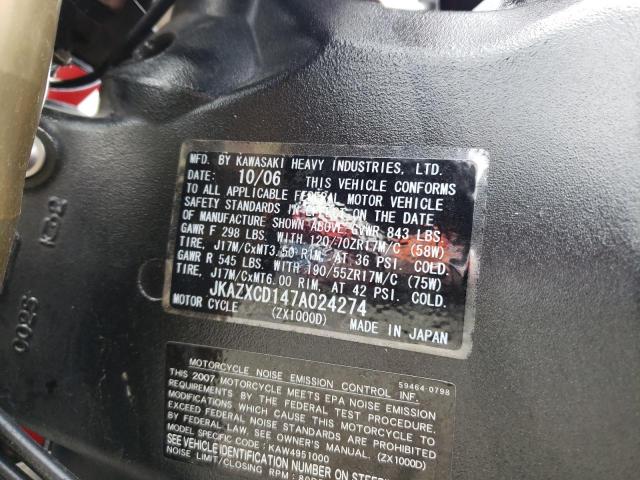 MFD. BY KAWASAKI HEAVY INDUSTRIES, LTD.
DATE: 10/06 THIS VEHICLE CONFORMS
TO ALL APPLICABLE FEDERAL MOTOR VEHICLE
SAFETY STANDARDS IN EFFECT ON THE DATE
OF MANUFACTURE SHOWN ABOVE GVWR 843 LBS.
GAWR F 298 LBS. WITH 120/70ZR17M/C (58W)
TIRE, J17M/CxMT3.50 RIM, AT 36 PSI. COLD.
GAWR R 545 LBS. WITH 190/55ZR17M/C (75W)
TIRE, J17M/CxMT6.00 RIM, AT 42 PSI. COLD.
JKAZXCD147A024274
MOTOR CYCLE (ZX1000D) MADE IN JAPAN
MOTORCYCLE NOISE EMISSION CONTROL INF. 59464-0798
THIS 2007 MOTORCYCLE MEETS EPA NOISE EMISSION
REQUIREMENTS BY THE FEDERAL TEST PROCEDURE.
MODIFICATIONS WHICH CAUSE THIS MOTORCYCLE TO
EXCEED FEDERAL NOISE STANDARDS ARE PROHIBITED
BY FEDERAL LAW. SEE OWNER'S MANUAL. (ZX1000D)
MODEL SPECIFIC CODE : KAW4951000
SEE VEHICLE IDENTIFICATION NUMBER ON
NOISE LIMIT/CLOSING RPM :